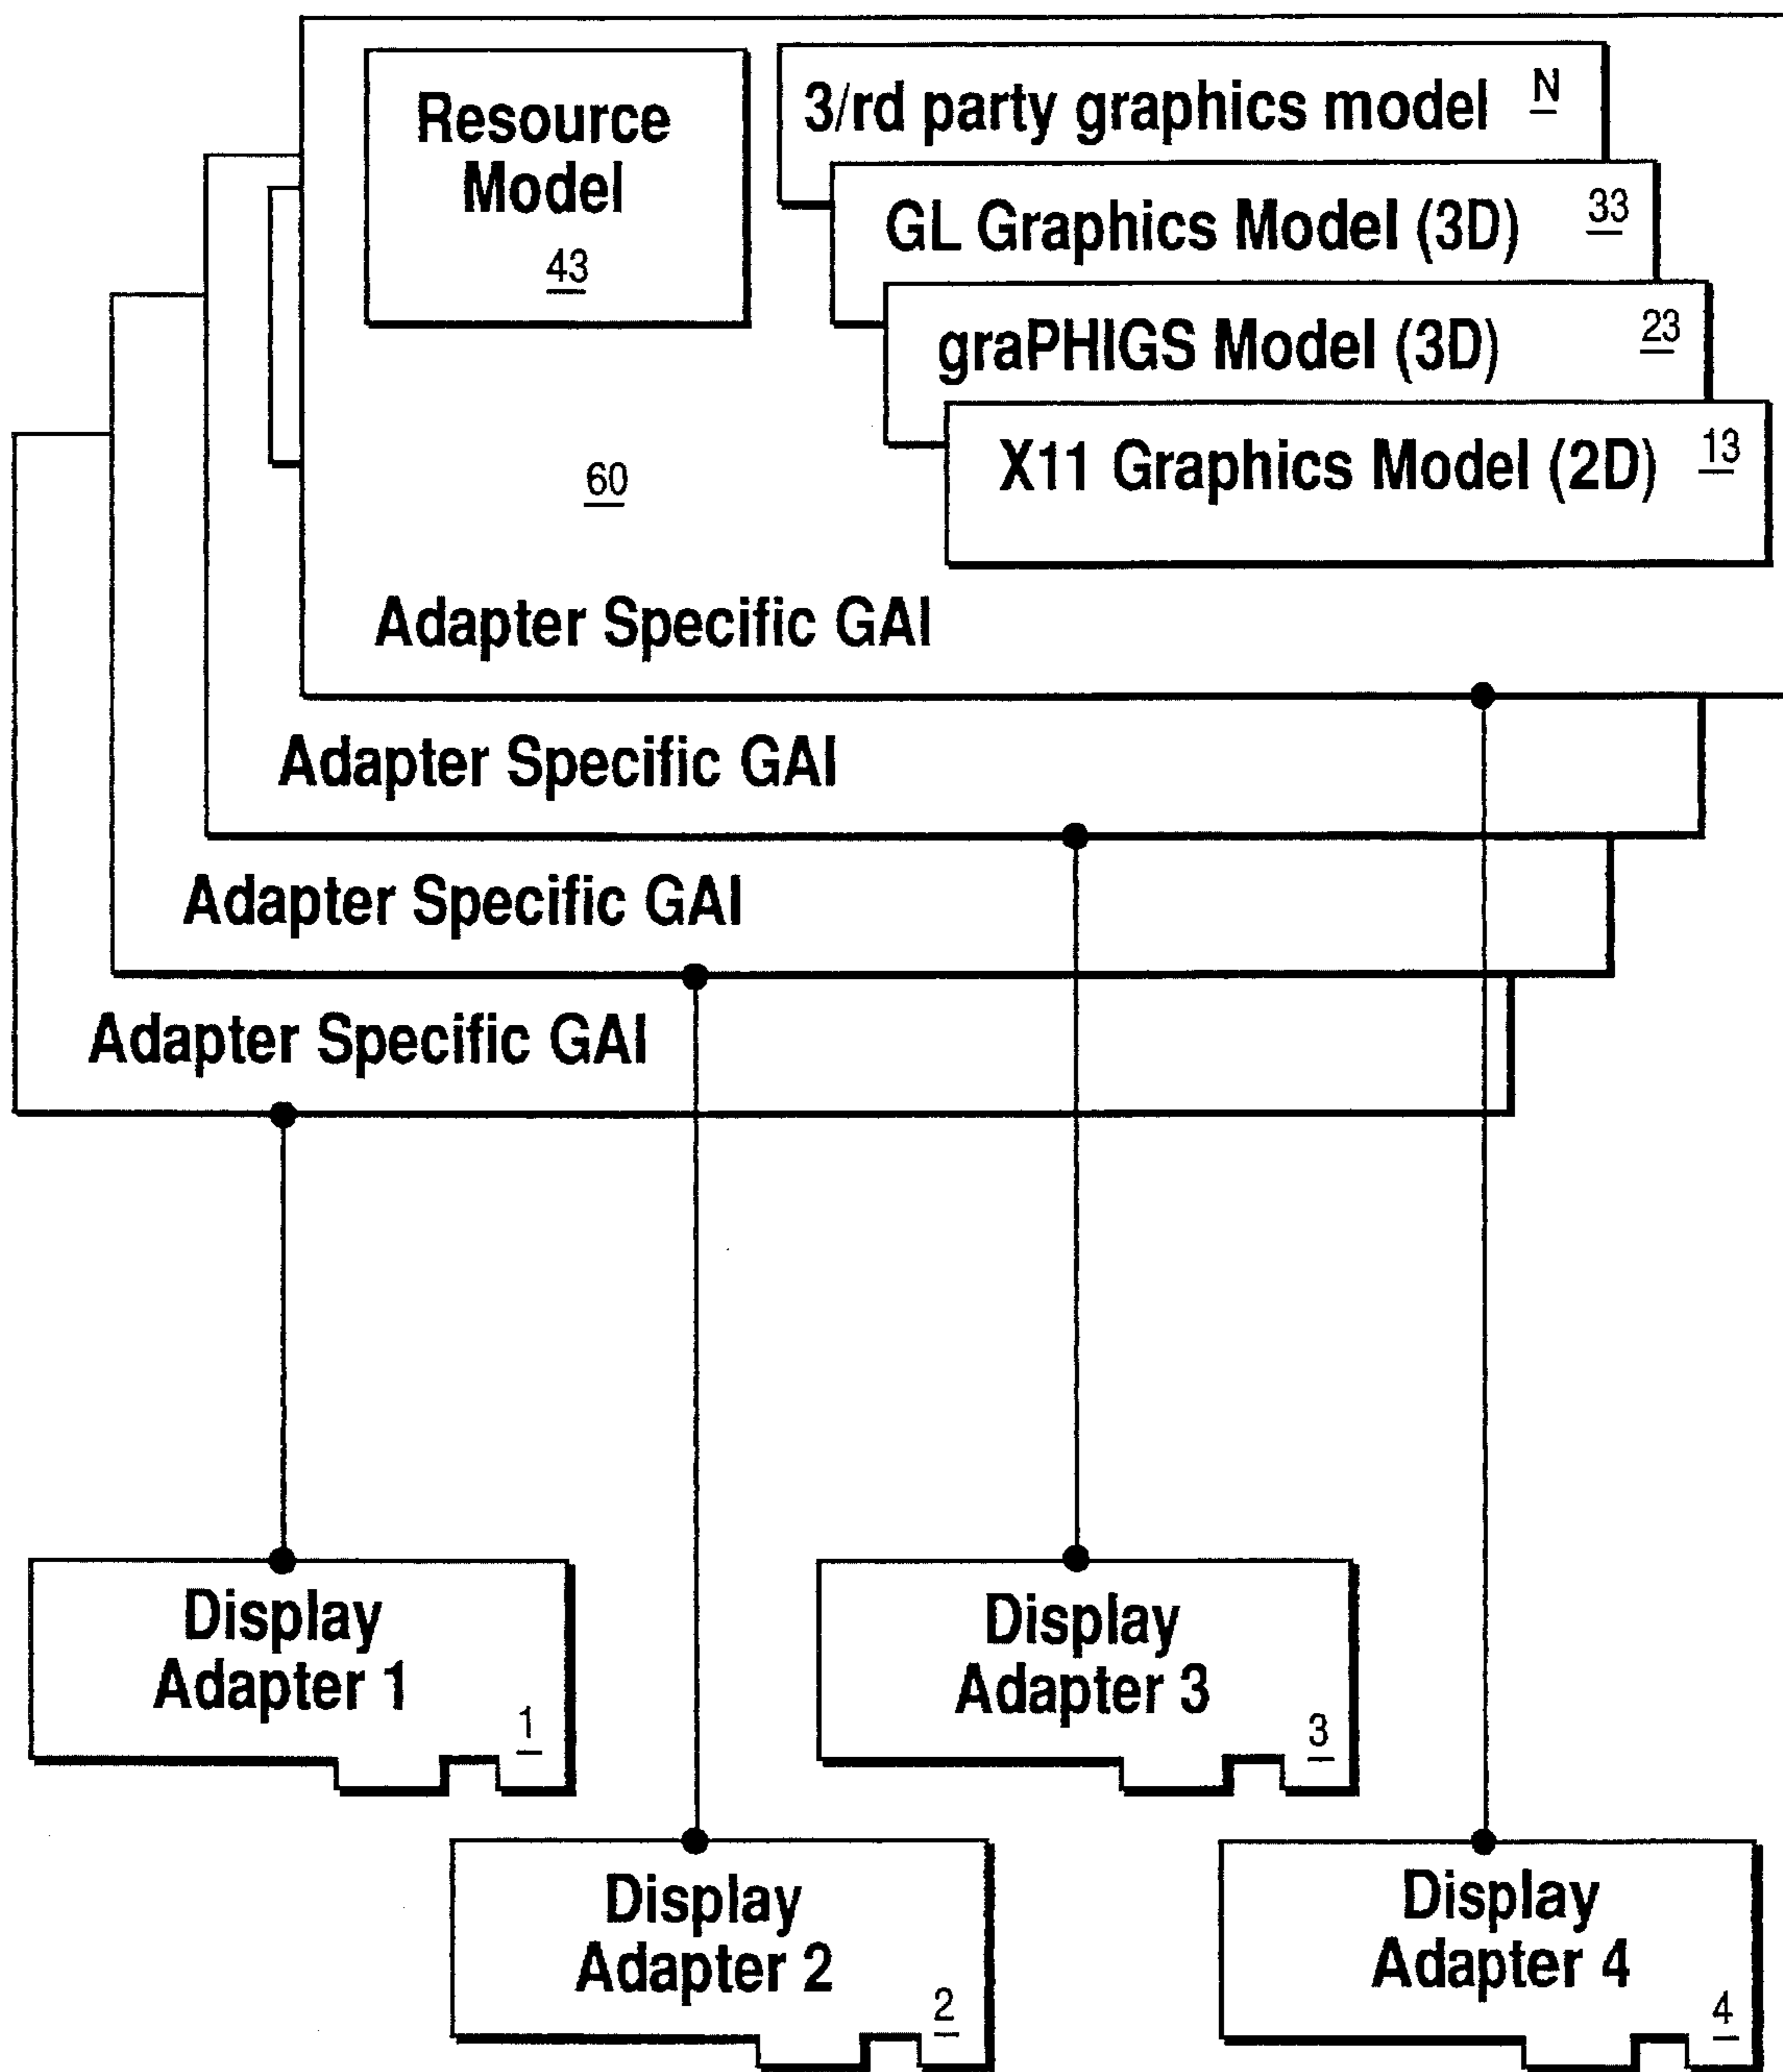 Resource
Model
43
3/rd party graphics model N
GL Graphics Model (3D) 33
graPHIGS Model (3D) 23
X11 Graphics Model (2D) 13
60
Adapter Specific GAI
Adapter Specific GAI
Adapter Specific GAI
Adapter Specific GAI
Display
Adapter 1
1
Display
Adapter 3
3
Display
Adapter 2
2
Display
Adapter 4
4